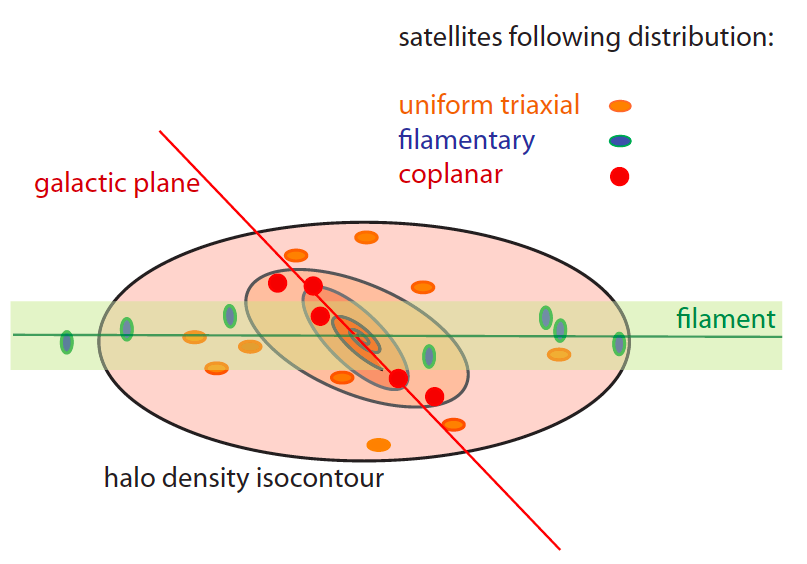 satellites following distribution:
uniform triaxial
filamentary
coplanar
galactic plane
filament
halo density isocontour